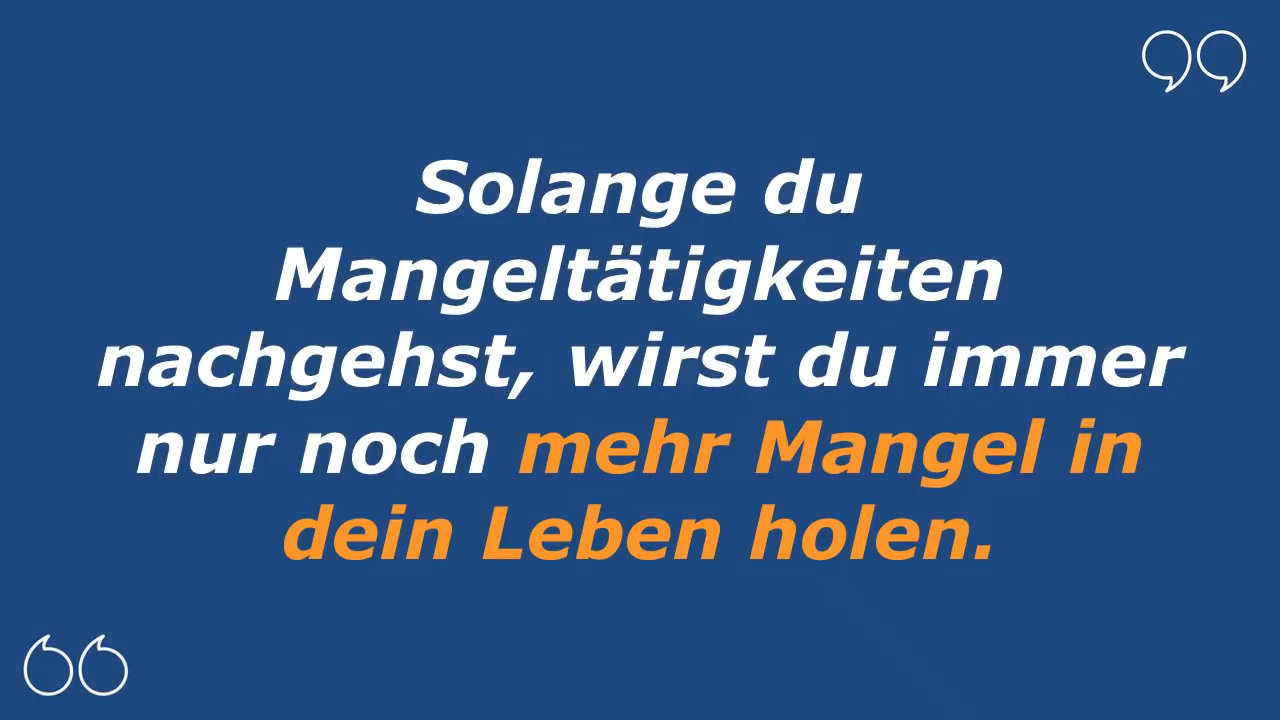 Solange du
Mangeltätigkeiten
nachgehst, wirst du immer
nur noch mehr Mangel in
dein Leben holen.